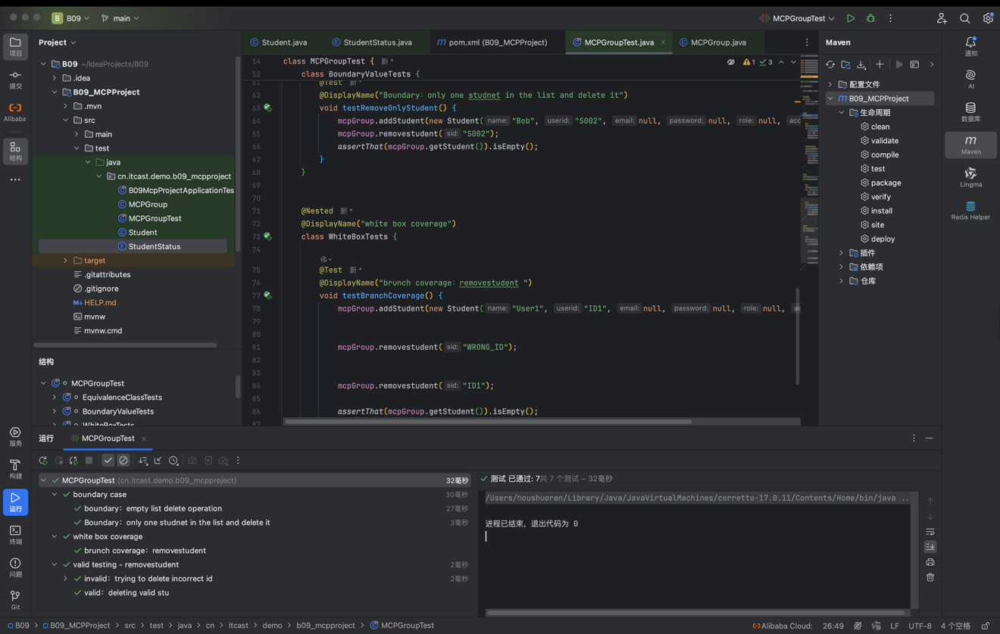 B B09 main MCPGroupTest
项目
提交
Alibaba
结构
Project
B09 ~/IdeaProjects/B09
.idea
B09_MCPProject
.mvn
src
main
test
java
cn.itcast.demo.b09_mcpproject
B09McpProjectApplicationTes
MCPGroup
MCPGroupTest
Student
StudentStatus
target
.gitattributes
.gitignore
M↓ HELP.md
mvnw
mvnw.cmd
结构
MCPGroupTest
EquivalenceClassTests
BoundaryValueTests
WhiteBoxTests
Student.java StudentStatus.java m pom.xml (B09_MCPProject) MCPGroupTest.java × MCPGroup.java
14 class MCPGroupTest { 新 *
52 class BoundaryValueTests {
1 3
61 @Test 新 *
62 @DisplayName("Boundary: only one studnet in the list and delete it")
63 void testRemoveOnlyStudent() {
64 mcpGroup.addStudent(new Student( name: "Bob", userid: "S002", email: null, password: null, role: null, acc
65 mcpGroup.removestudent( sid: "S002");
66 assertThat(mcpGroup.getStudent()).isEmpty();
67 }
68 }
69
70
71 @Nested 新 *
72 @DisplayName("white box coverage")
73 class WhiteBoxTests {
74
75 @Test 新 *
76 @DisplayName("brunch coverage: removestudent ")
77 void testBranchCoverage() {
78 mcpGroup.addStudent(new Student( name: "User1", userid: "ID1", email: null, password: null, role: null, ac
79
80
81 mcpGroup.removestudent( sid: "WRONG_ID");
82
83
84 mcpGroup.removestudent( sid: "ID1");
85
86 assertThat(mcpGroup.getStudent()).isEmpty();
87
Maven
配置文件
m B09_MCPProject
生命周期
clean
validate
compile
test
package
verify
install
site
deploy
插件
依赖项
仓库
通知
AI
数据库
m
Maven
Lingma
Redis Helper
服务
构建
运行
终端
问题
Git
运行 MCPGroupTest ×
MCPGroupTest (cn.itcast.demo.b09_mcpproject) 32毫秒
boundary case 30毫秒
boundary: empty list delete operation 27毫秒
Boundary: only one studnet in the list and delete it 3毫秒
white box coverage
brunch coverage: removestudent
valid testing - removestudent 2毫秒
invalid: trying to delete incorrect id 2毫秒
valid: deleting valid stu
测试 已通过: 7共 7 个测试 – 32毫秒
/Users/houshuoran/Library/Java/JavaVirtualMachines/corretto-17.0.11/Contents/Home/bin/java ..
进程已结束，退出代码为 0
B09 > B09_MCPProject > src > test > java > cn > itcast > demo > b09_mcpproject > MCPGroupTest
Alibaba Cloud: 26:49 LF UTF-8 4 个空格